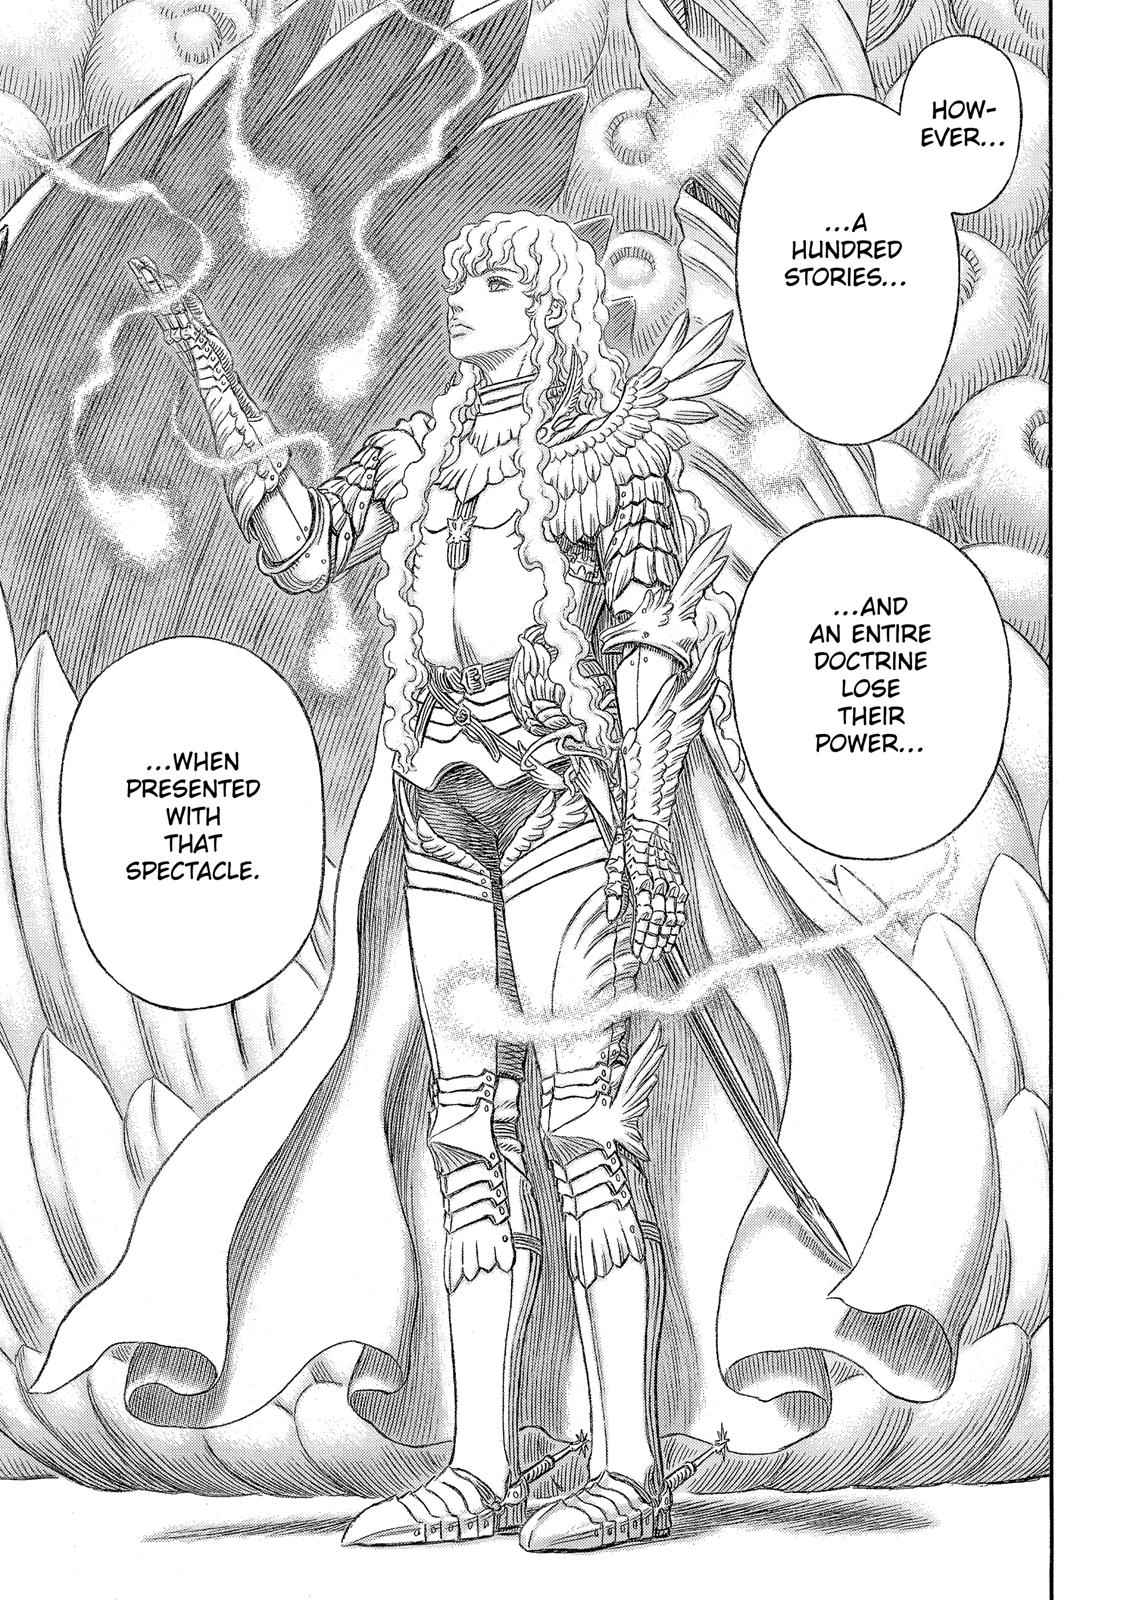 HOW-
EVER...
...A
HUNDRED
STORIES...
...AND
AN ENTIRE
DOCTRINE
LOSE
THEIR
POWER...
...WHEN
PRESENTED
WITH
THAT
SPECTACLE.